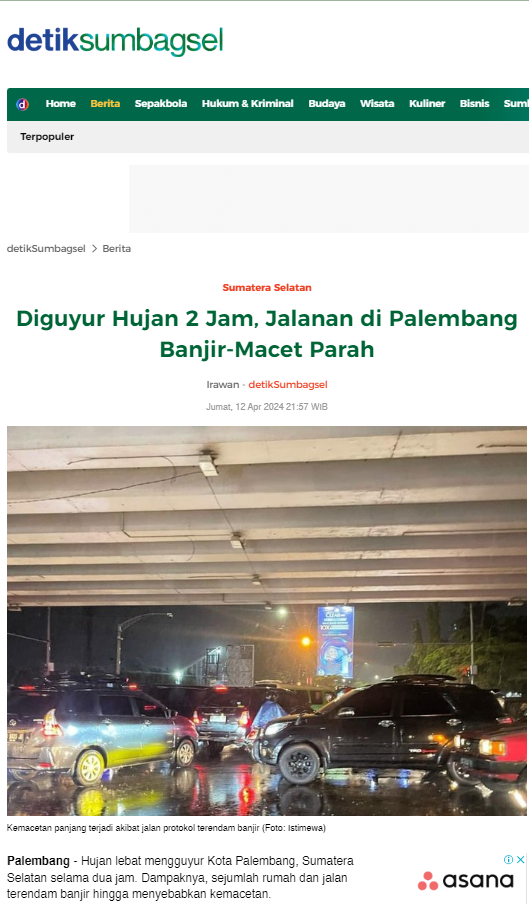 detiksumbagsel
Home Berita Sepakbola Hukum & Kriminal Budaya Wisata Kuliner Bisnis
Terpopuler
detikSumbagsel > Berita
Sumatera Selatan
Diguyur Hujan 2 Jam, Jalanan di Palembang
Banjir-Macet Parah
Irawan - detikSumbagsel
Jumat, 12 Apr 2024 21:57 WIB
Kemacetan panjang terjadi akibat jalan protokol terendam banjir (Foto: Istimewa)
Palembang - Hujan lebat mengguyur Kota Palembang, Sumatera
Selatan selama dua jam. Dampaknya, sejumlah rumah dan jalan
terendam banjir hingga menyebabkan kemacetan.
asana